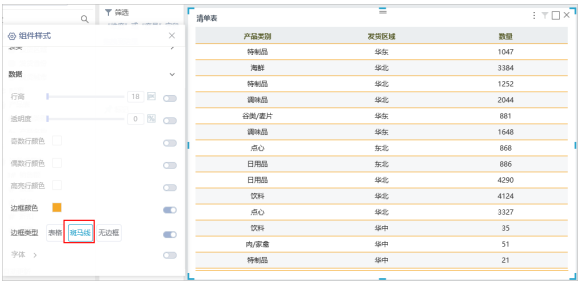 筛选
组件样式
数据
行高 18
透明度 0
奇数行颜色
偶数行颜色
高亮行颜色
边框颜色
边框类型 表格 斑马线 无边框
字体
清单表
产品类别 发货区域 数量
特制品 华东 1047
海鲜 华北 3384
特制品 华北 1252
调味品 华北 2044
谷类/麦片 华东 881
调味品 华东 1648
点心 东北 868
日用品 东北 886
日用品 华北 4290
饮料 华北 4124
点心 华北 3327
饮料 华中 35
肉/家禽 华中 51
特制品 华中 21